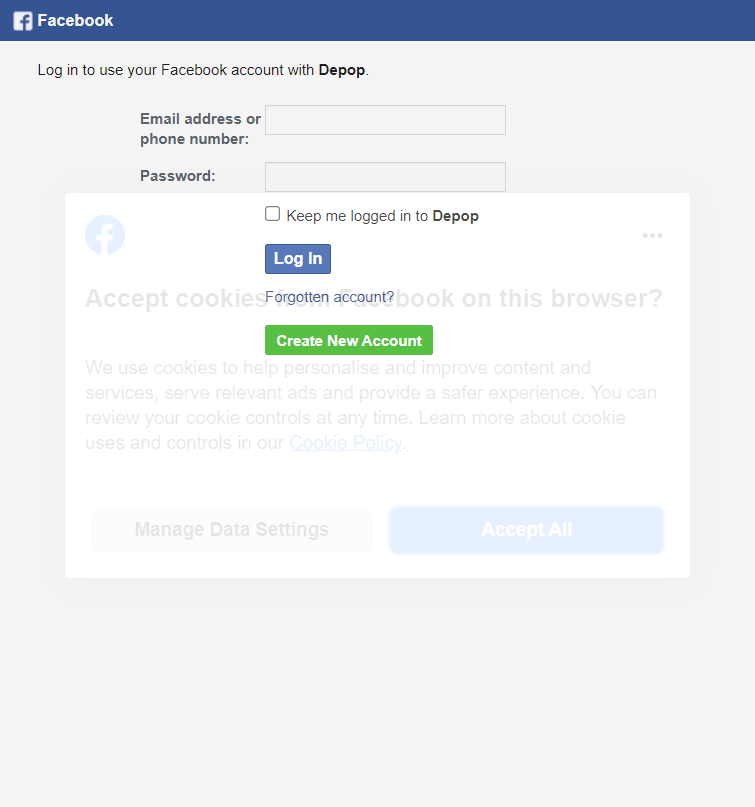 Facebook
Log in to use your Facebook account with Depop.
Email address or
phone number:
Password:
Keep me logged in to Depop
Log In
Forgotten account?
Create New Account
Accept cookies from Facebook on this browser?
We use cookies to help personalise and improve content and
services, serve relevant ads and provide a safer experience. You can
review your cookie controls at any time. Learn more about cookie
uses and controls in our Cookie Policy.
Manage Data Settings
Accept All